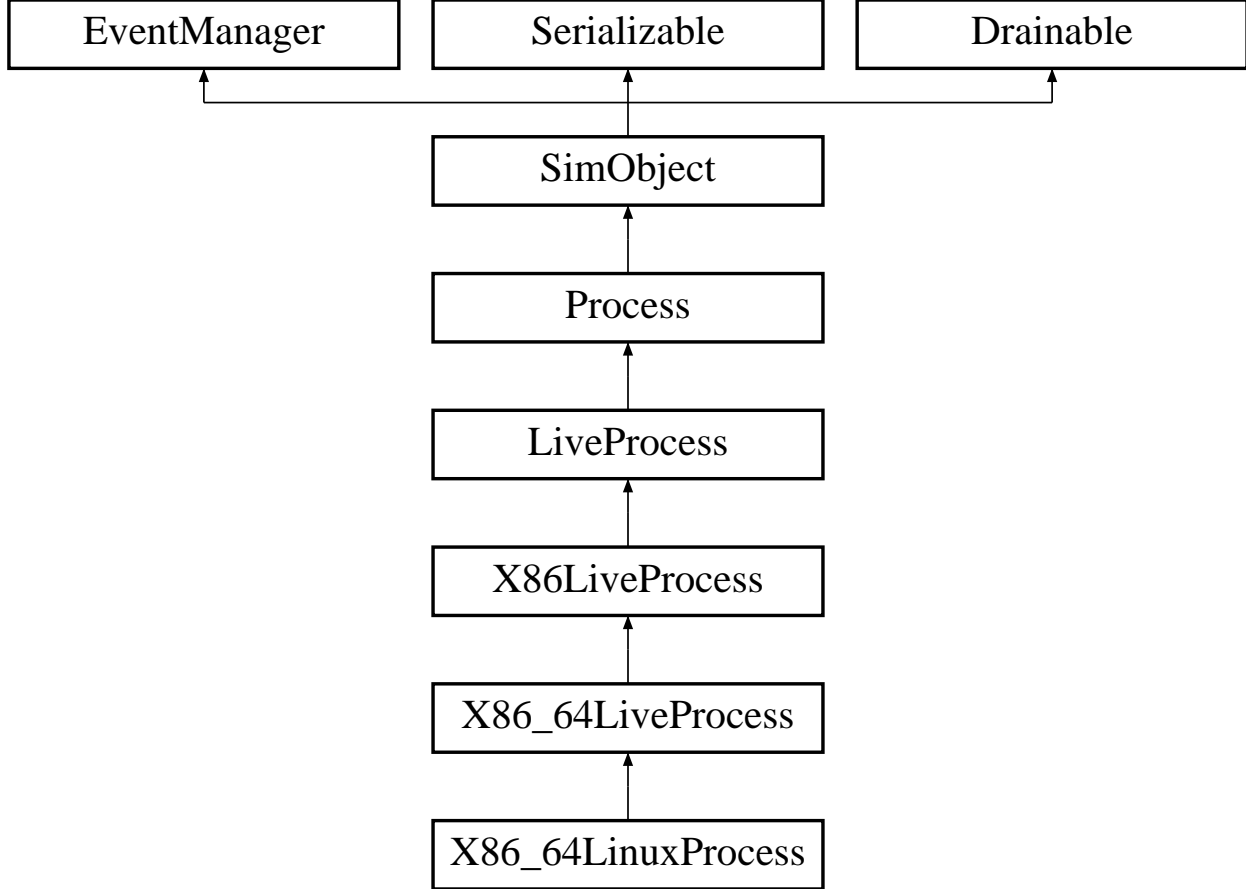 EventManager
Serializable
Drainable
SimObject
Process
LiveProcess
X86LiveProcess
X86_64LiveProcess
X86_64LinuxProcess